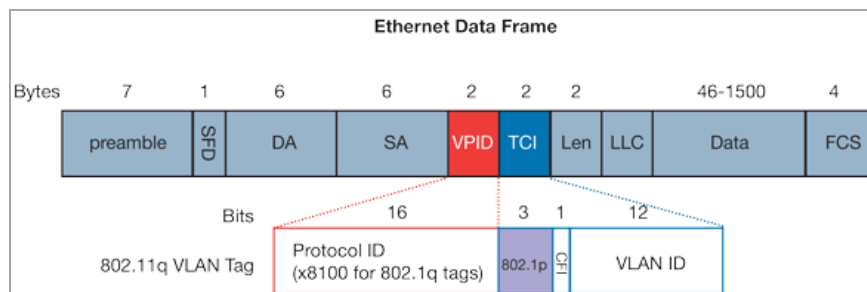 Ethernet Data Frame
Bytes 7 1 6 6 2 2 2 46-1500 4
preamble SFD DA SA VPID TCI Len LLC Data FCS
Bits 16 3 1 12
802.11q VLAN Tag
Protocol ID
(x8100 for 802.1q tags)
802.1p CFI VLAN ID